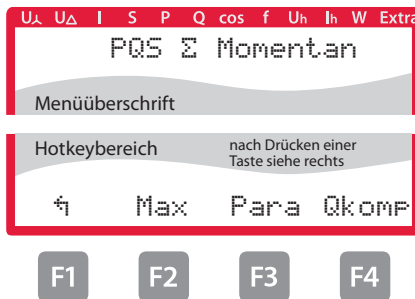 U⅄ U△ I S P Q cos f Uh Ih W Extra
PQS Σ Momentan
Menüüberschrift
Hotkeybereich nach Drücken einer
Taste siehe rechts
↰ Max Para Qkomp
F1 F2 F3 F4